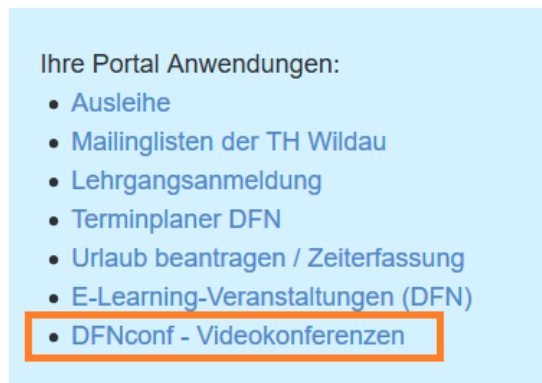 Ihre Portal Anwendungen:
• Ausleihe
• Mailinglisten der TH Wildau
• Lehrgangsanmeldung
• Terminplaner DFN
• Urlaub beantragen / Zeiterfassung
• E-Learning-Veranstaltungen (DFN)
• DFNconf - Videokonferenzen